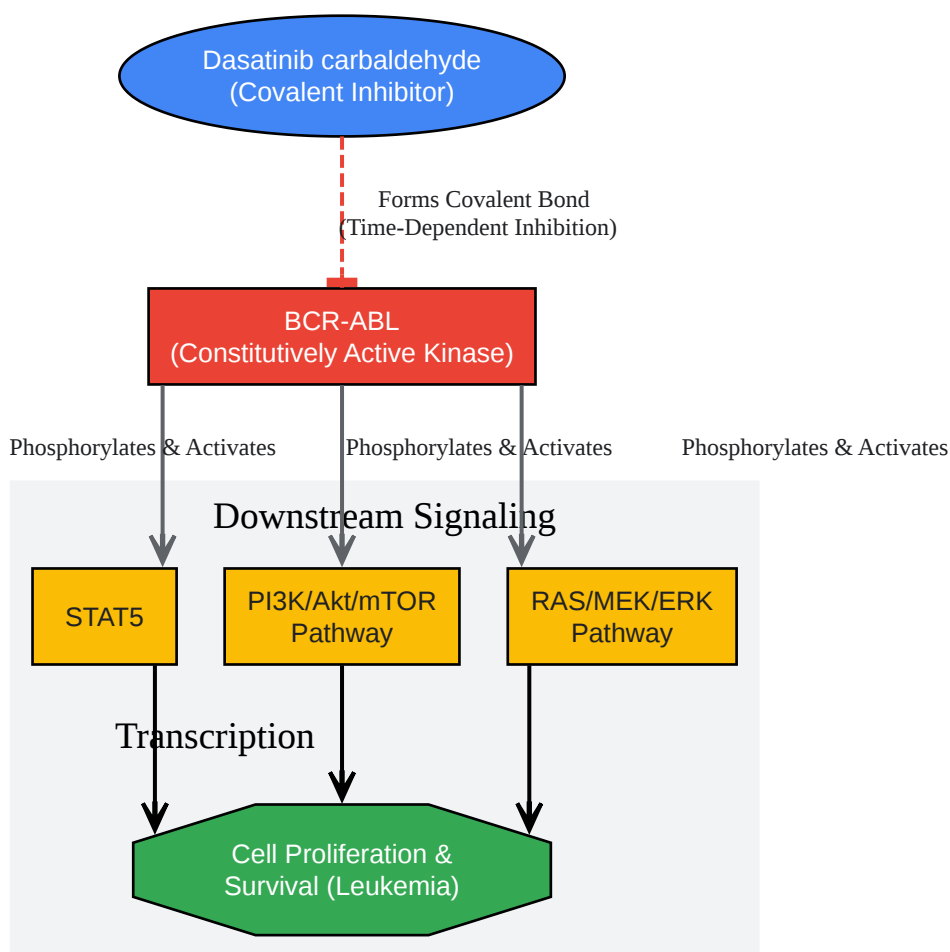 Dasatinib carbaldehyde
(Covalent Inhibitor)
Forms Covalent Bond
(Time-Dependent Inhibition)
BCR-ABL
(Constitutively Active Kinase)
Phosphorylates & Activates
Phosphorylates & Activates
Phosphorylates & Activates
Downstream Signaling
STAT5
PI3K/Akt/mTOR
Pathway
RAS/MEK/ERK
Pathway
Transcription
Cell Proliferation &
Survival (Leukemia)